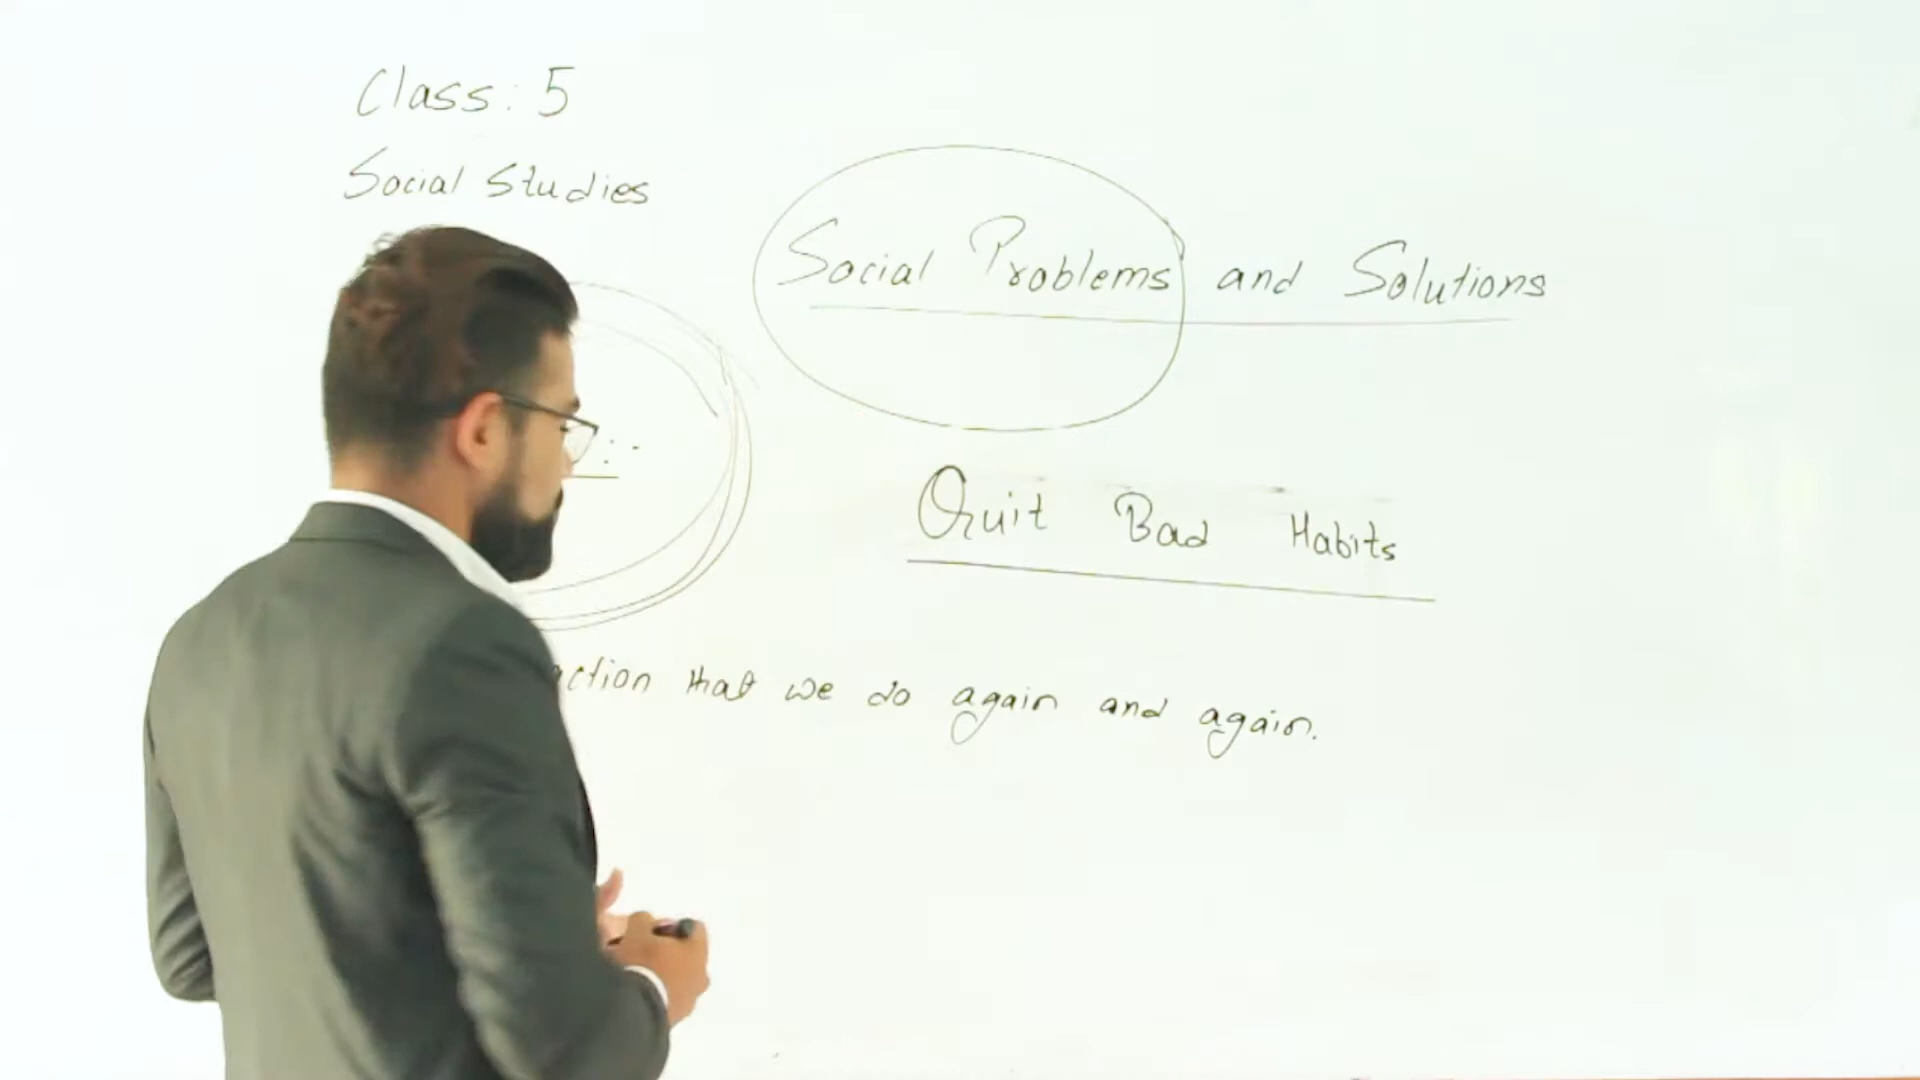 Class: 5
Social Studies
Social Problems and Solutions
Quit Bad Habits
action that we do again and again.